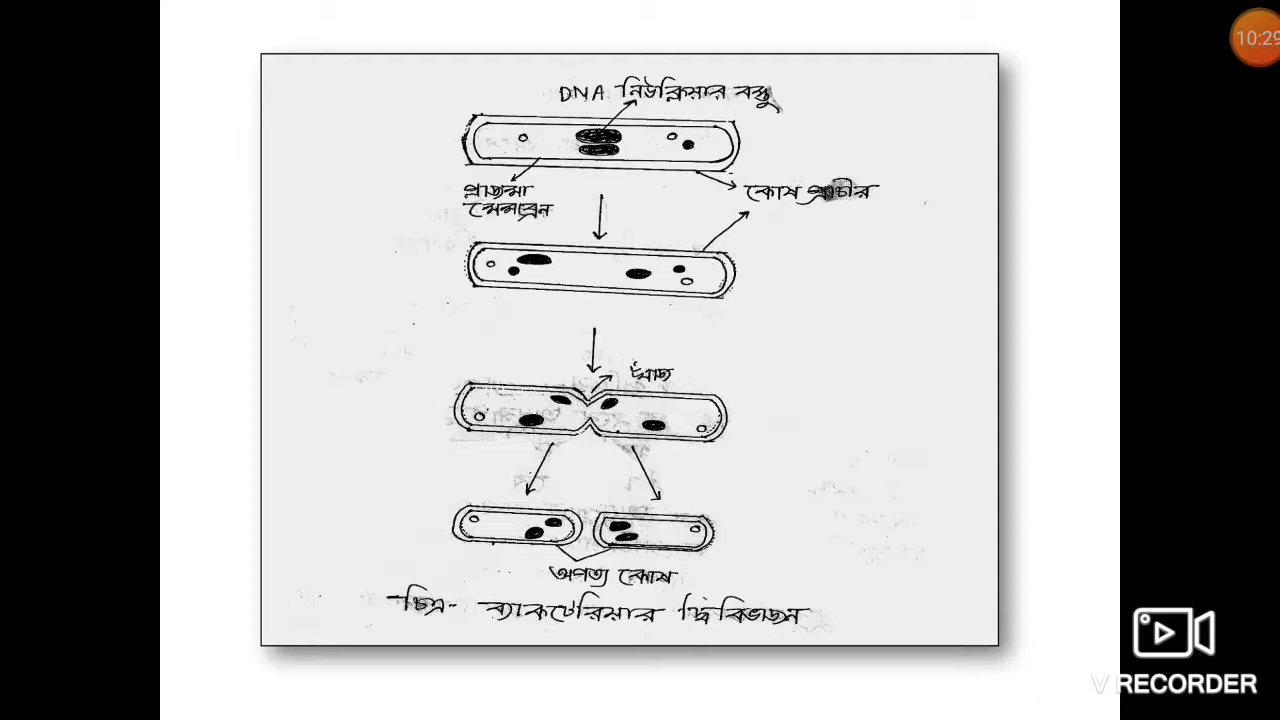 10:29
DNA নিউক্লিয়ার বস্তু
প্লাজমা
মেমব্রেন
কোষ প্রাচীর
খাঁজ
অপত্য কোষ
চিত্র- ব্যাকটেরিয়ার দ্বিবিভাজন
V RECORDER